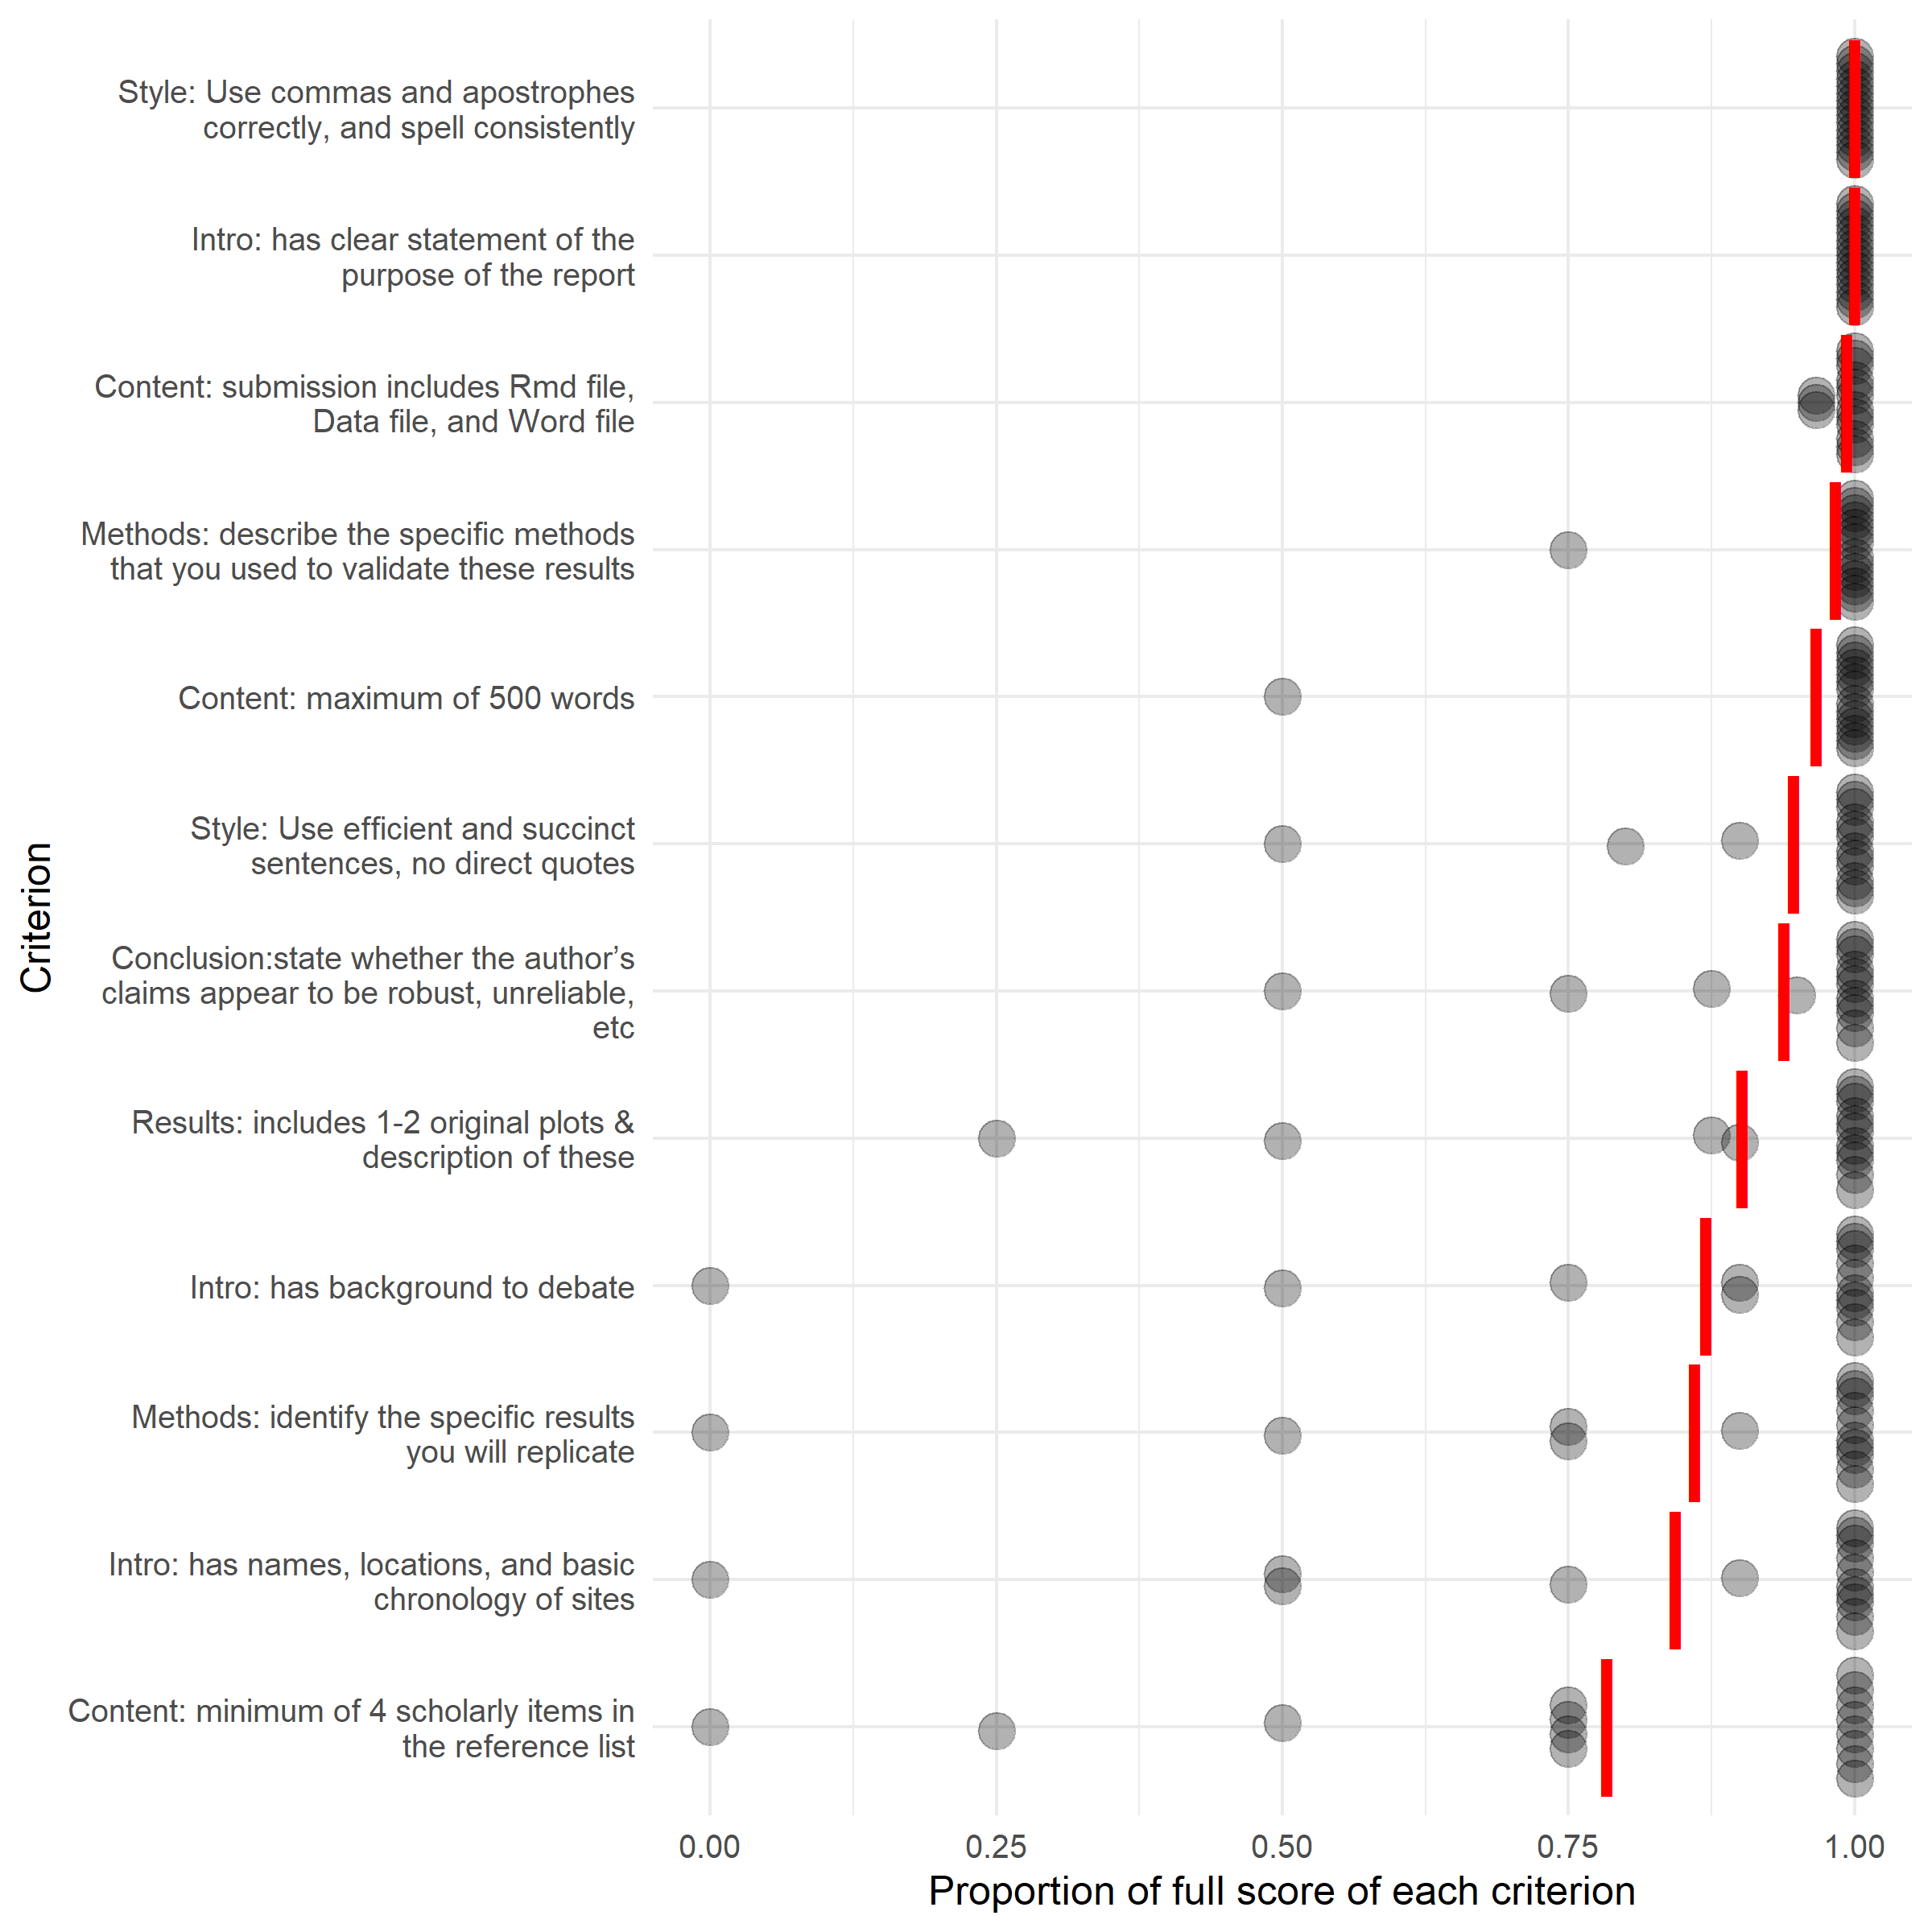 Style: Use commas and apostrophes
correctly, and spell consistently
Intro: has clear statement of the
purpose of the report
Content: submission includes Rmd file,
Data file, and Word file
Methods: describe the specific methods
that you used to validate these results
Content: maximum of 500 words
Style: Use efficient and succinct
sentences, no direct quotes
Conclusion:state whether the author’s
claims appear to be robust, unreliable,
etc
Results: includes 1-2 original plots &
description of these
Intro: has background to debate
Methods: identify the specific results
you will replicate
Intro: has names, locations, and basic
chronology of sites
Content: minimum of 4 scholarly items in
the reference list
Criterion
0.00 0.25 0.50 0.75 1.00
Proportion of full score of each criterion